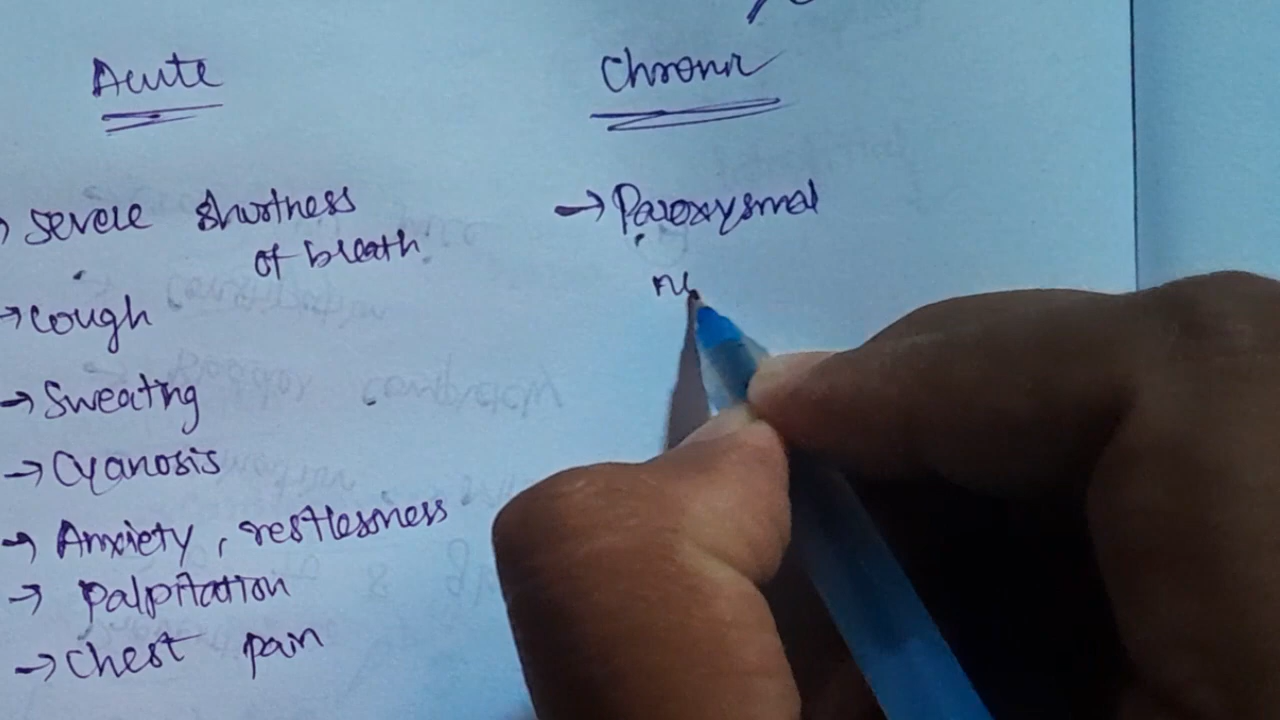 Acute
Chronic
→ severe shortness
of breath
→ cough
→ Sweating
→ Cyanosis
→ Anxiety, restlessness
→ palpitation
→ chest pain
→ Paroxysmal